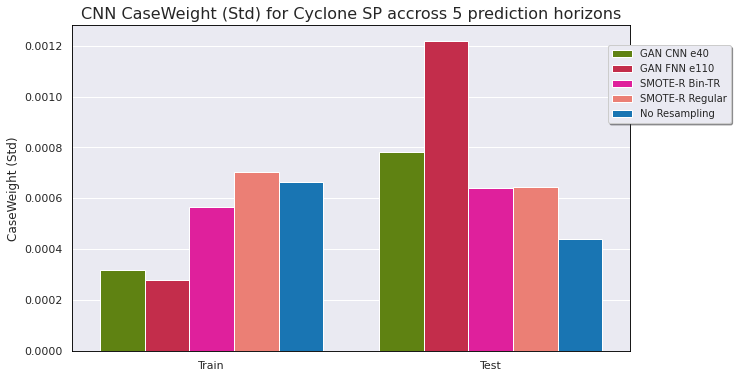 CNN CaseWeight (Std) for Cyclone SP accross 5 prediction horizons
0.0012
0.0010
0.0008
0.0006
0.0004
0.0002
0.0000
CaseWeight (Std)
Train
Test
GAN CNN e40
GAN FNN e110
SMOTE-R Bin-TR
SMOTE-R Regular
No Resampling